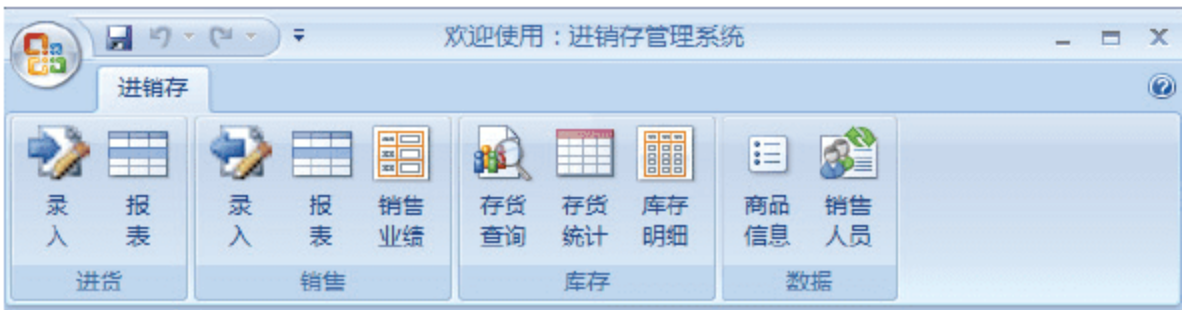 欢迎使用:进销存管理系统
进销存
录入
报表
录入
报表
销售业绩
存货查询
存货统计
库存明细
商品信息
销售人员
进货
销售
库存
数据